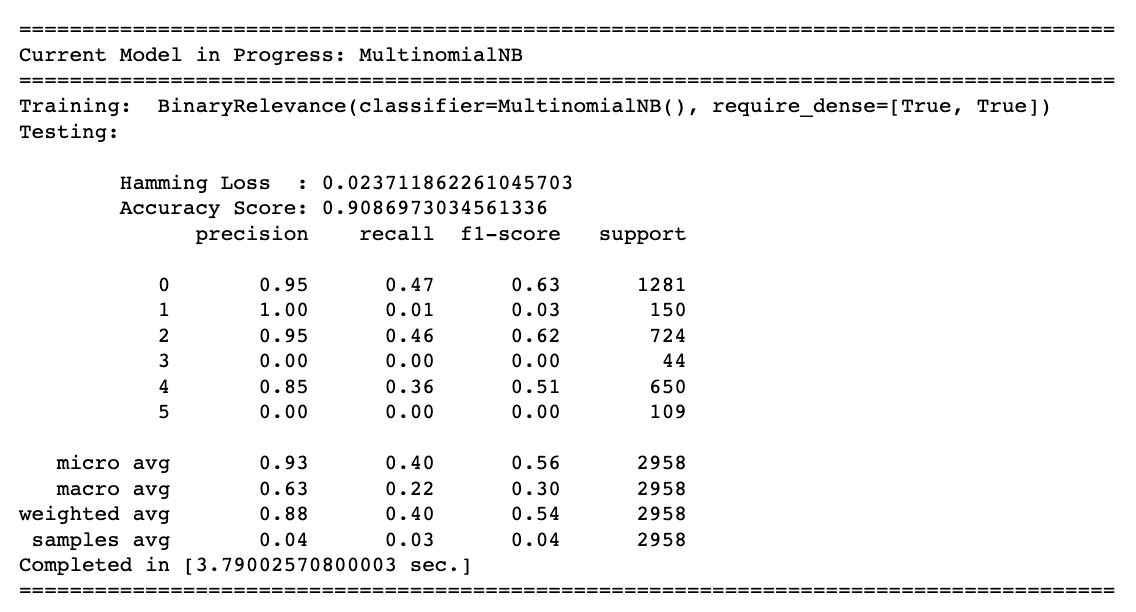 =======================================================================================
Current Model in Progress: MultinomialNB
=======================================================================================
Training:  BinaryRelevance(classifier=MultinomialNB(), require_dense=[True, True])
Testing:
Hamming Loss  : 0.023711862261045703
Accuracy Score: 0.9086973034561336
precision    recall  f1-score   support
0       0.95      0.47      0.63      1281
1       1.00      0.01      0.03       150
2       0.95      0.46      0.62       724
3       0.00      0.00      0.00        44
4       0.85      0.36      0.51       650
5       0.00      0.00      0.00       109
micro avg       0.93      0.40      0.56      2958
macro avg       0.63      0.22      0.30      2958
weighted avg       0.88      0.40      0.54      2958
samples avg       0.04      0.03      0.04      2958
Completed in [3.79002570800003 sec.]
=======================================================================================